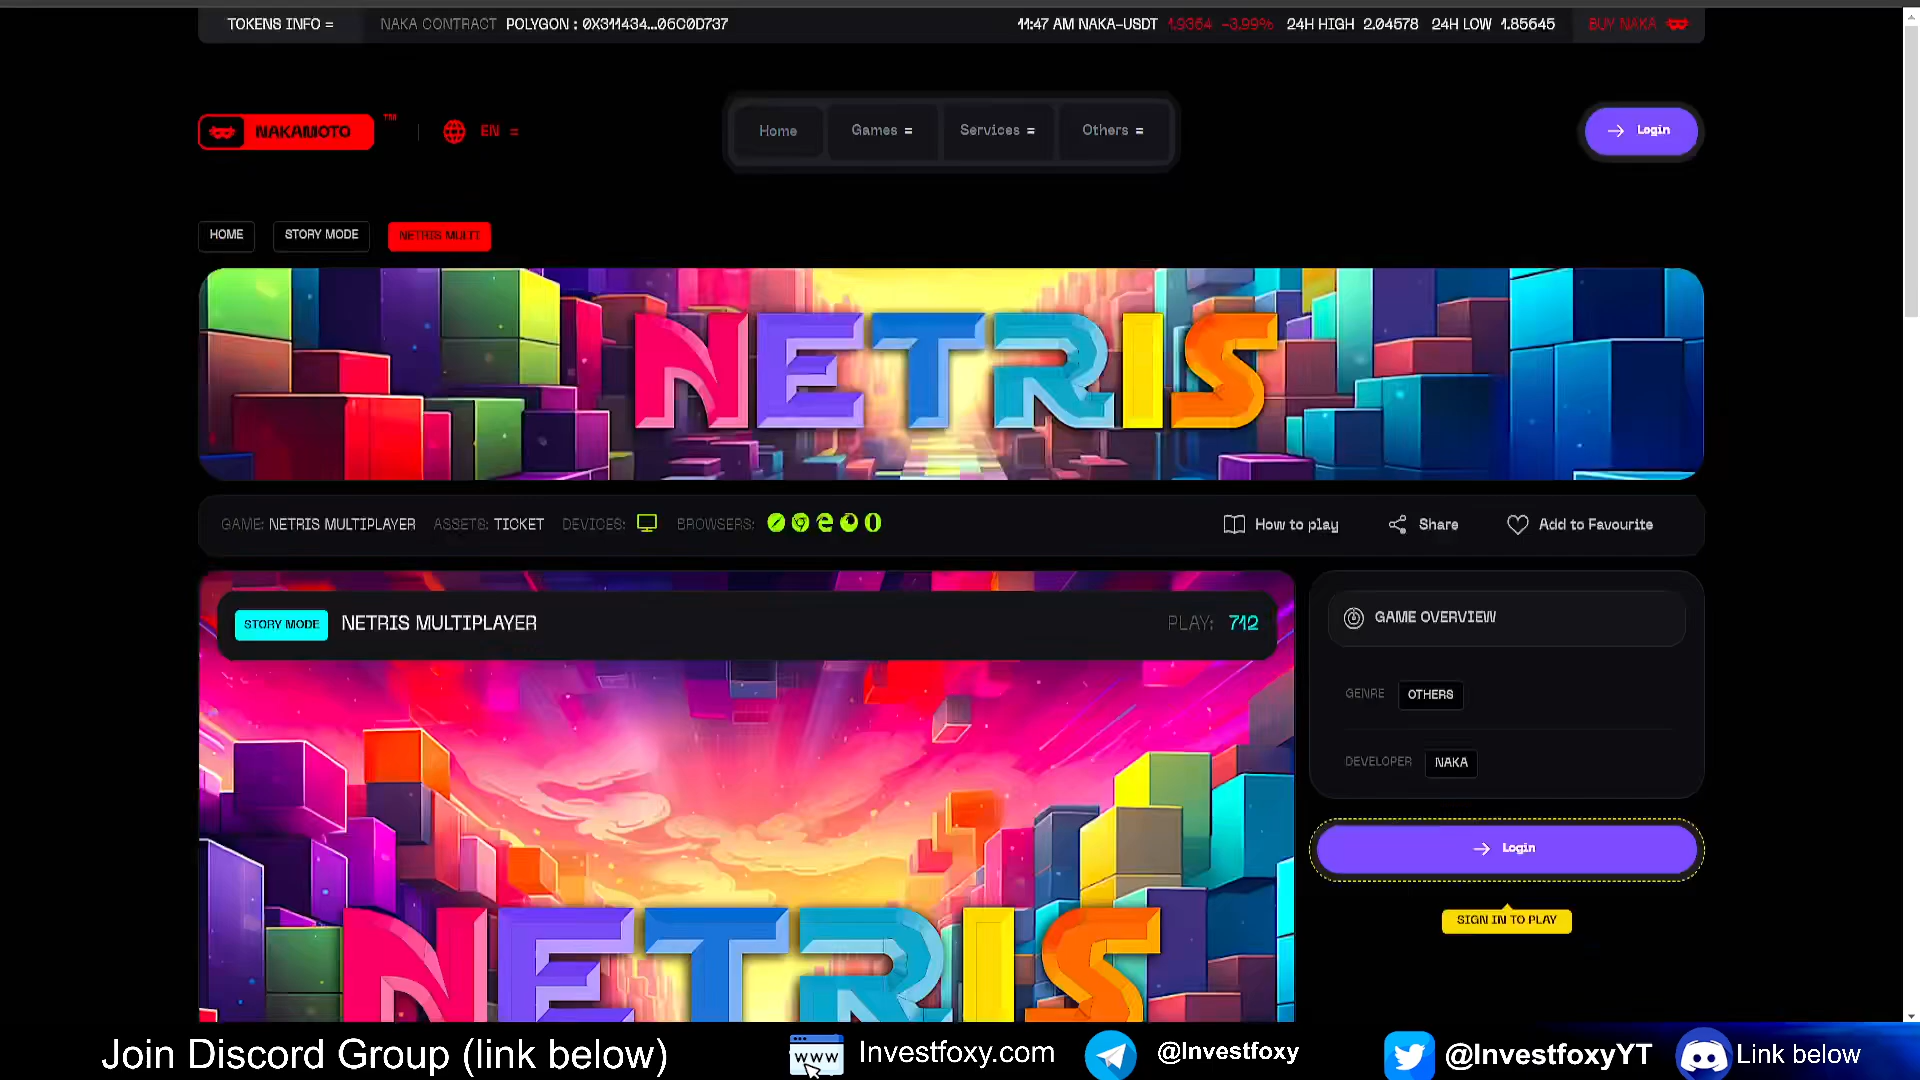 TOKENS INFO =
NAKA CONTRACT POLYGON : 0X311434...06C0D737
11:47 AM NAKA-USDT 1.9364 -3.99% 24H HIGH 2.04578 24H LOW 1.85645
BUY NAKA
NAKAMOTO ™
EN =
Home
Games =
Services =
Others =
Login
HOME
STORY MODE
NETRIS MULTI
NETRIS
GAME: NETRIS MULTIPLAYER ASSETS: TICKET DEVICES: BROWSERS:
How to play
Share
Add to Favourite
STORY MODE NETRIS MULTIPLAYER
PLAY: 712
NETRIS
GAME OVERVIEW
GENRE OTHERS
DEVELOPER NAKA
Login
SIGN IN TO PLAY
Join Discord Group (link below)
www
Investfoxy.com
@Investfoxy
@InvestfoxyYT
Link below